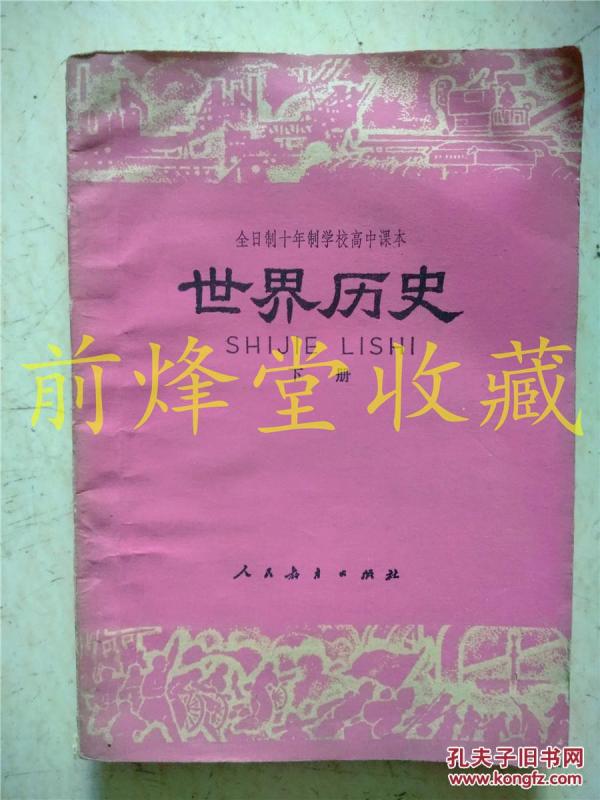 全日制十年制学校高中课本
世界历史
SHIJIE LISHI
下 册
前烽堂收藏
人民教育出版社
孔夫子旧书网
www.kongfz.com